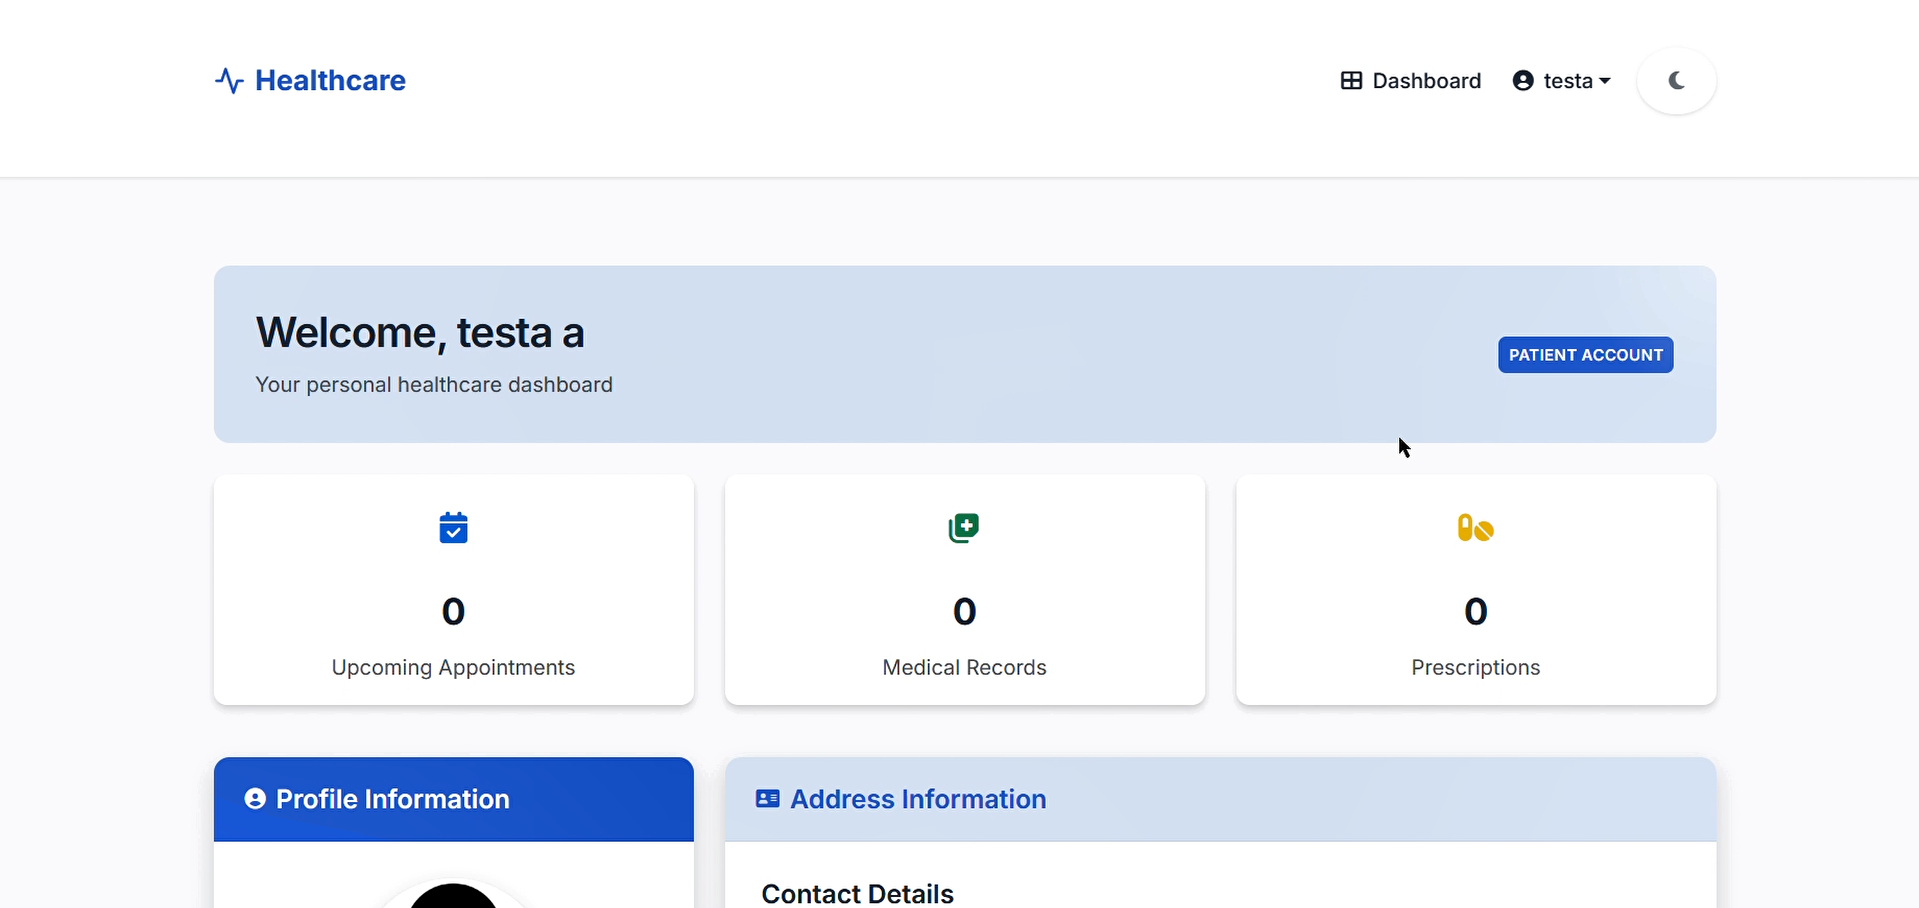 Healthcare
Dashboard
testa
Welcome, testa a
Your personal healthcare dashboard
PATIENT ACCOUNT
0
Upcoming Appointments
0
Medical Records
0
Prescriptions
Profile Information
Address Information
Contact Details